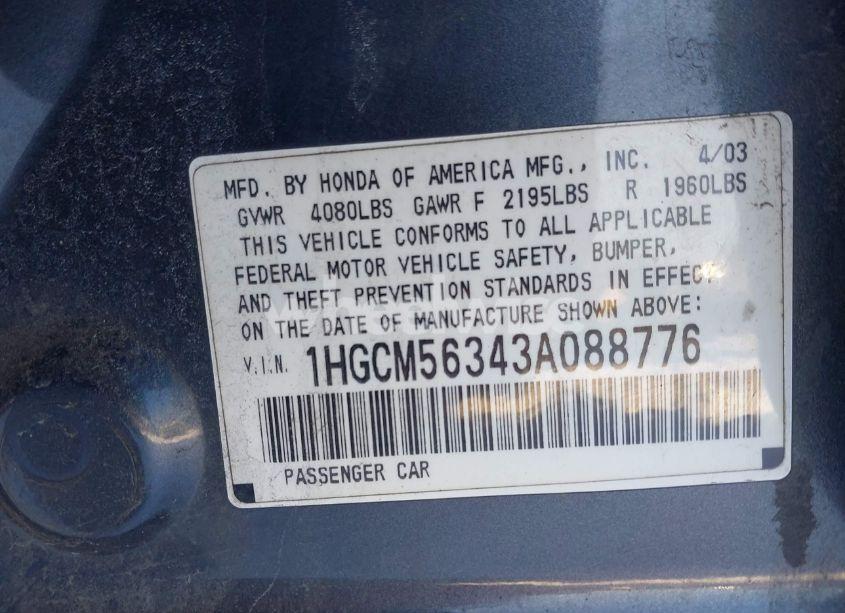 MFD. BY HONDA OF AMERICA MFG., INC. 4/03
GVWR 4080LBS GAWR F 2195LBS R 1960LBS
THIS VEHICLE CONFORMS TO ALL APPLICABLE
FEDERAL MOTOR VEHICLE SAFETY, BUMPER,
AND THEFT PREVENTION STANDARDS IN EFFECT
ON THE DATE OF MANUFACTURE SHOWN ABOVE:
V.I.N. 1HGCM56343A088776
PASSENGER CAR